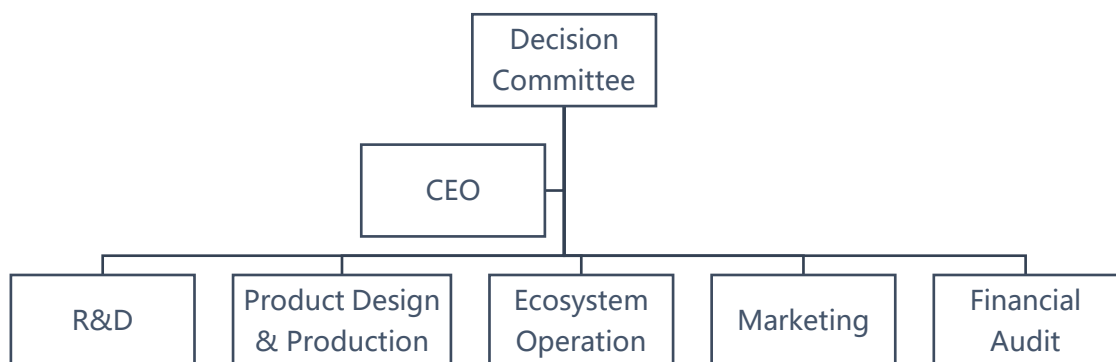 Decision
Committee
CEO
R&D
Product Design
& Production
Ecosystem
Operation
Marketing
Financial
Audit